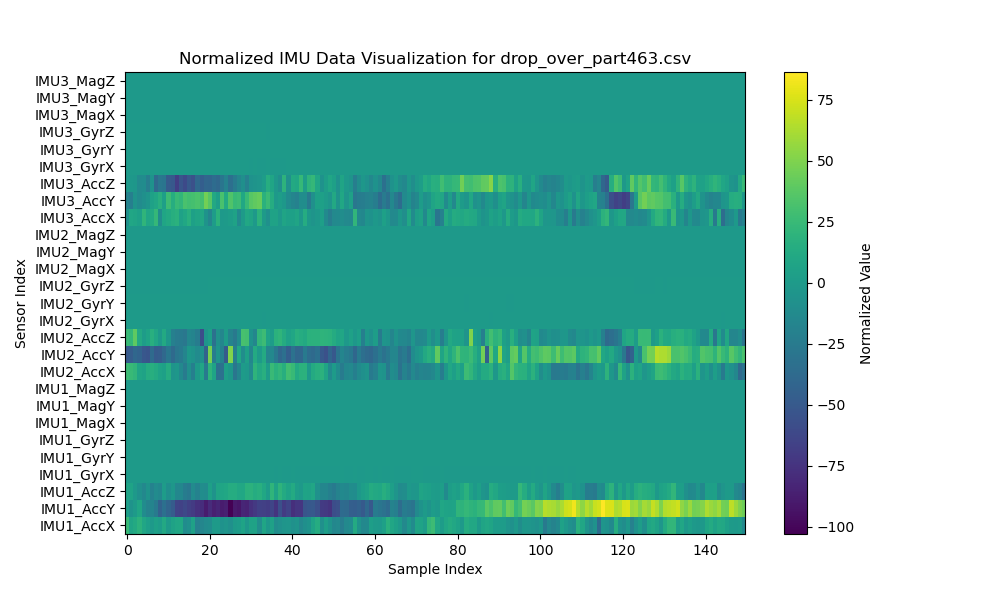 Normalized IMU Data Visualization for drop_over_part463.csv
IMU3_MagZ
IMU3_MagY
IMU3_MagX
IMU3_GyrZ
IMU3_GyrY
IMU3_GyrX
IMU3_AccZ
IMU3_AccY
IMU3_AccX
IMU2_MagZ
IMU2_MagY
IMU2_MagX
IMU2_GyrZ
IMU2_GyrY
IMU2_GyrX
IMU2_AccZ
IMU2_AccY
IMU2_AccX
IMU1_MagZ
IMU1_MagY
IMU1_MagX
IMU1_GyrZ
IMU1_GyrY
IMU1_GyrX
IMU1_AccZ
IMU1_AccY
IMU1_AccX
Sensor Index
0 20 40 60 80 100 120 140
Sample Index
75
50
25
0
−25
−50
−75
−100
Normalized Value